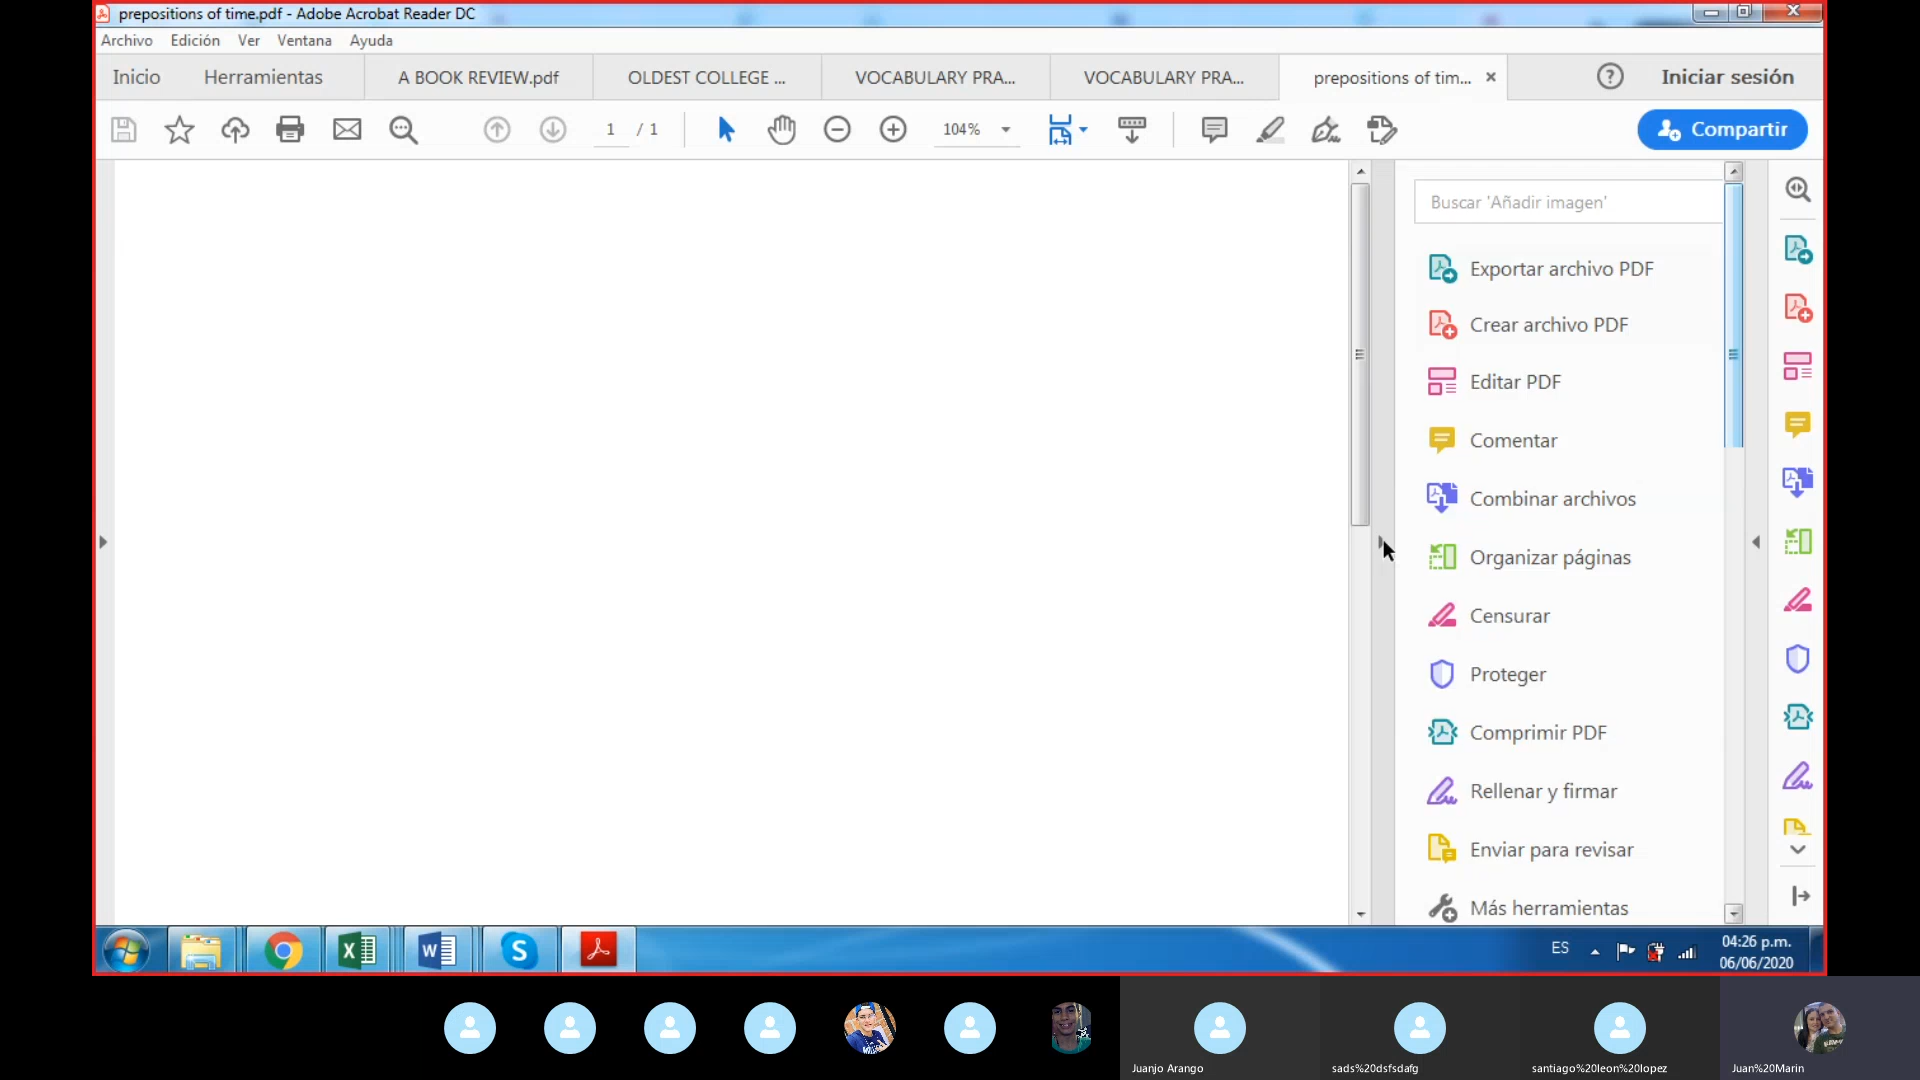 prepositions of time.pdf - Adobe Acrobat Reader DC
Archivo Edición Ver Ventana Ayuda
Inicio Herramientas A BOOK REVIEW.pdf OLDEST COLLEGE ... VOCABULARY PRA... VOCABULARY PRA... prepositions of tim... × ? Iniciar sesión
1 / 1 104% Compartir
Buscar 'Añadir imagen'
Exportar archivo PDF
Crear archivo PDF
Editar PDF
Comentar
Combinar archivos
Organizar páginas
Censurar
Proteger
Comprimir PDF
Rellenar y firmar
Enviar para revisar
Más herramientas
ES 04:26 p.m.
06/06/2020
Juanjo Arango sads%20dsfsdafg santiago%20leon%20lopez Juan%20Marin